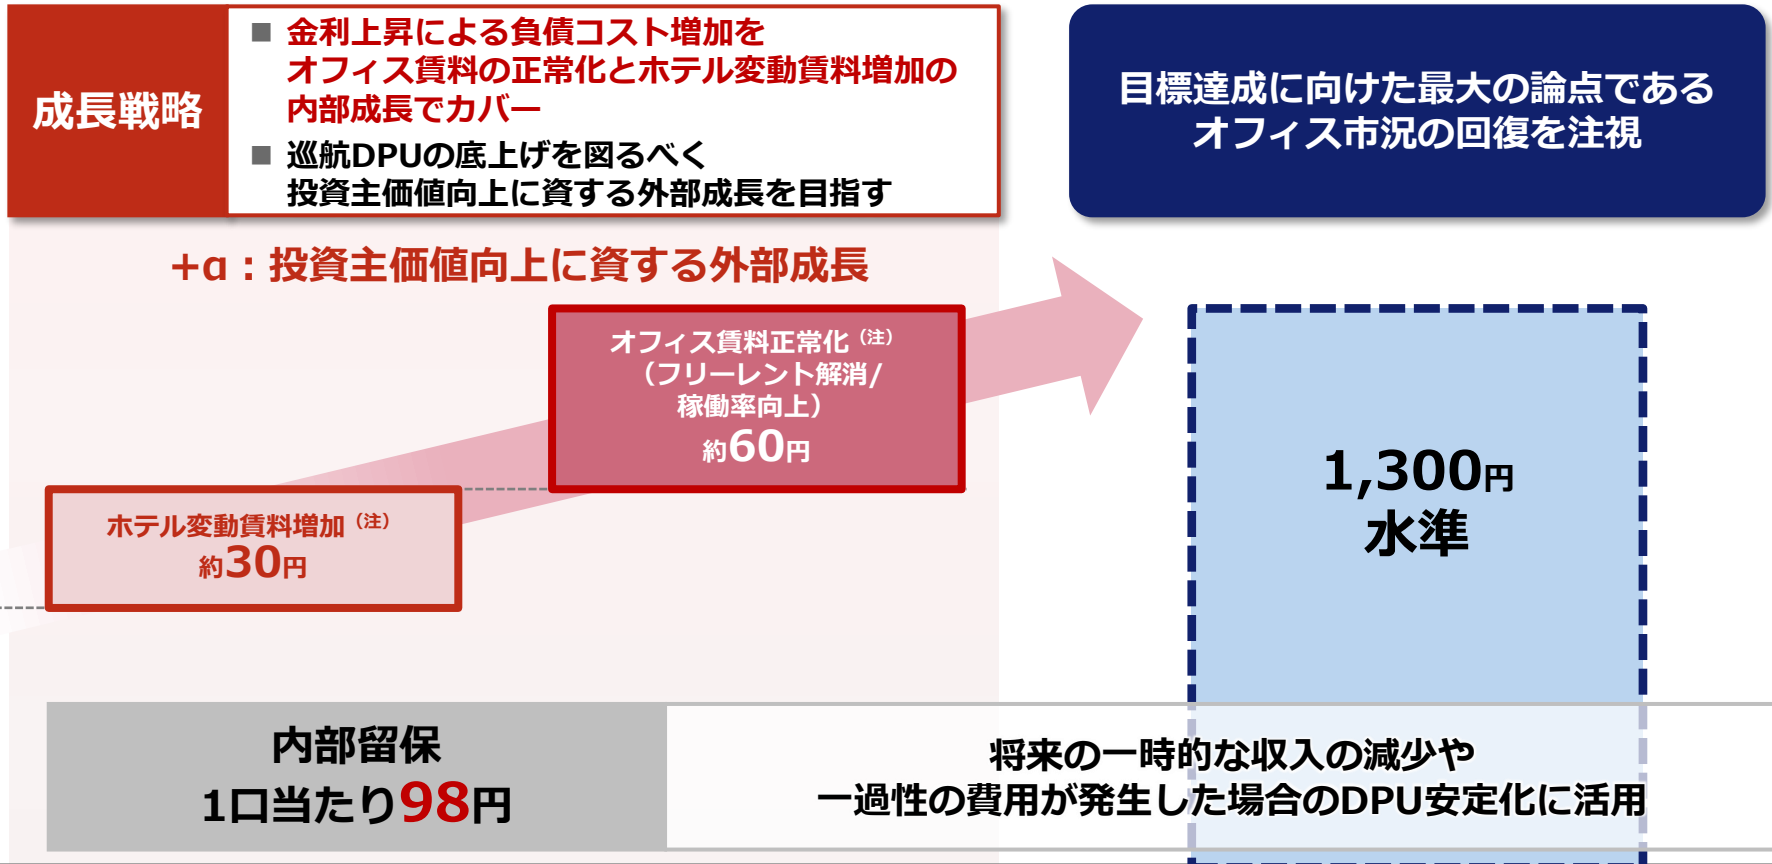 成長戦略
■ 金利上昇による負債コスト増加を
オフィス賃料の正常化とホテル変動賃料増加の
内部成長でカバー
■ 巡航DPUの底上げを図るべく
投資主価値向上に資する外部成長を目指す
目標達成に向けた最大の論点である
オフィス市況の回復を注視
+α：投資主価値向上に資する外部成長
オフィス賃料正常化（注）
（フリーレント解消/
稼働率向上）
約60円
ホテル変動賃料増加（注）
約30円
1,300円
水準
内部留保
1口当たり98円
将来の一時的な収入の減少や
一過性の費用が発生した場合のDPU安定化に活用